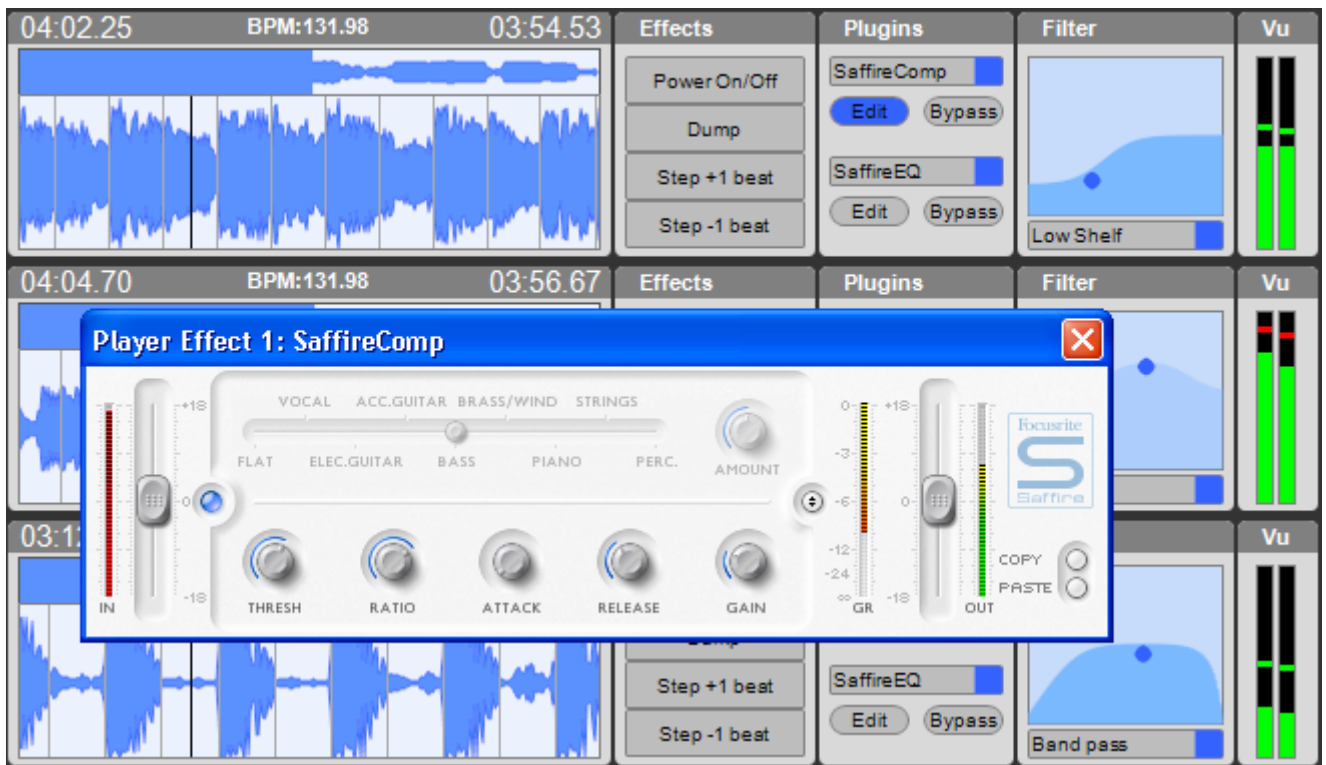 04:02.25 BPM:131.98 03:54.53 Effects Plugins Filter Vu
Power On/Off
SaffireComp
Edit Bypass
Dump
Step +1 beat
SaffireEQ
Edit Bypass
Step -1 beat
Low Shelf
04:04.70 BPM:131.98 03:56.67 Effects Plugins Filter Vu
Player Effect 1: SaffireComp
VOCAL ACC.GUITAR BRASS/WIND STRINGS
FLAT ELEC.GUITAR BASS PIANO PERC.
AMOUNT
+18
0
-18
IN
THRESH RATIO ATTACK RELEASE GAIN
0
-3
-6
-12
-24
∞
GR
+18
0
-18
OUT
Focusrite
Saffire
COPY
PASTE
Vu
Step +1 beat
SaffireEQ
Edit Bypass
Step -1 beat
Band pass